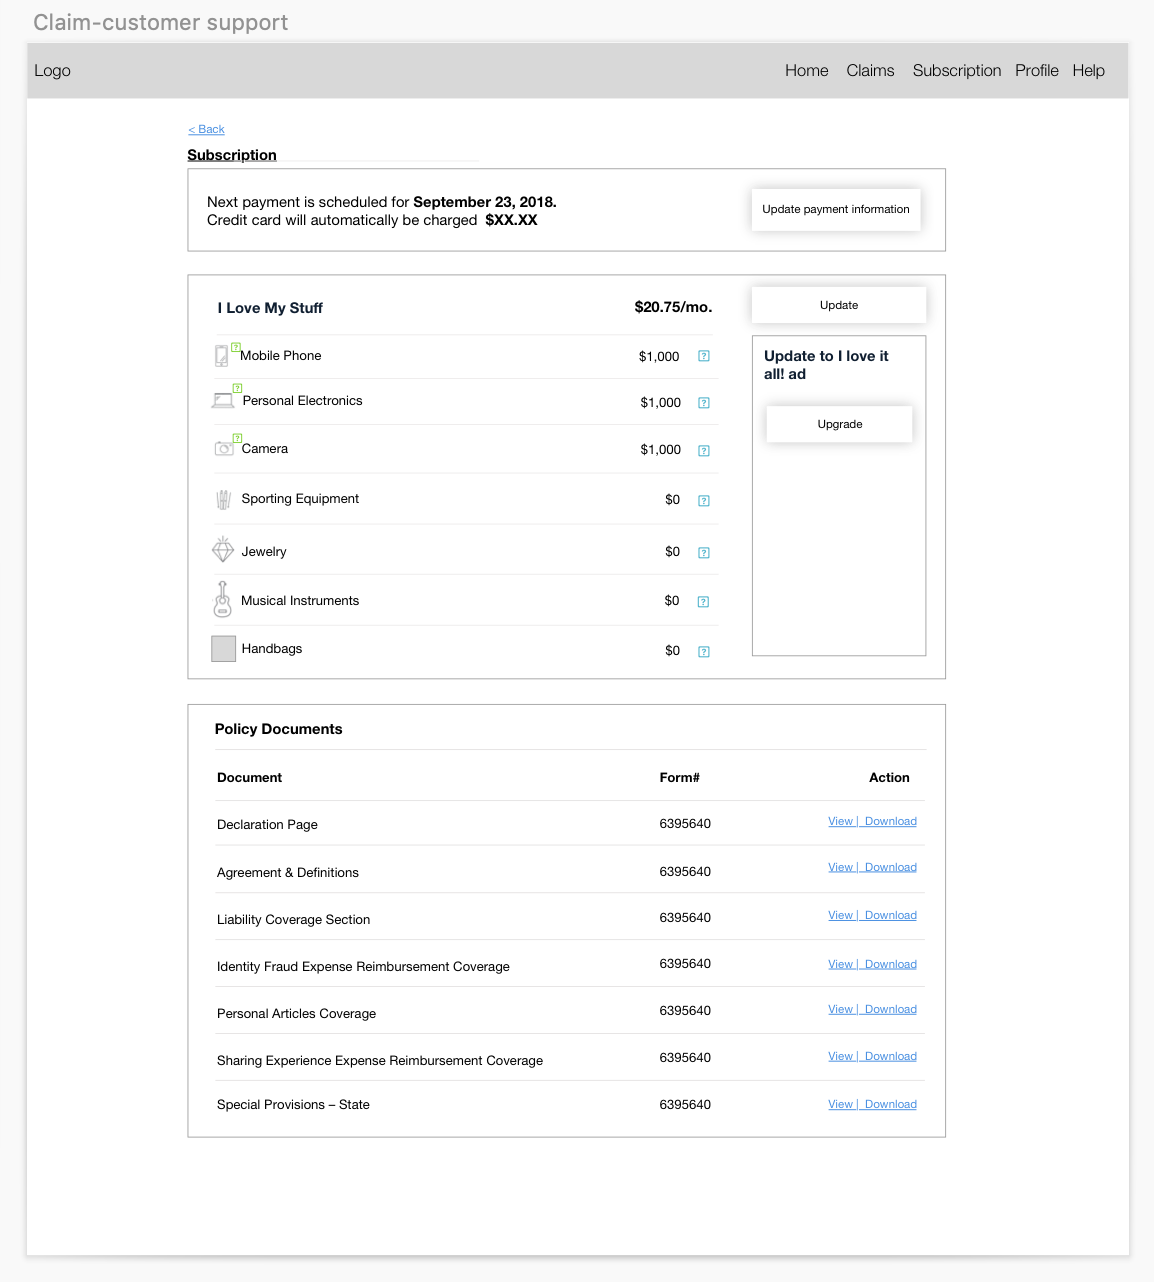 Claim-customer support
Logo
Home Claims Subscription Profile Help
< Back
Subscription
Next payment is scheduled for September 23, 2018.
Credit card will automatically be charged $XX.XX
Update payment information
I Love My Stuff $20.75/mo.
Update
? Mobile Phone $1,000 ?
? Personal Electronics $1,000 ?
? Camera $1,000 ?
Sporting Equipment $0 ?
Jewelry $0 ?
Musical Instruments $0 ?
Handbags $0 ?
Update to I love it
all! ad
Upgrade
Policy Documents
Document Form# Action
Declaration Page 6395640 View | Download
Agreement & Definitions 6395640 View | Download
Liability Coverage Section 6395640 View | Download
Identity Fraud Expense Reimbursement Coverage 6395640 View | Download
Personal Articles Coverage 6395640 View | Download
Sharing Experience Expense Reimbursement Coverage 6395640 View | Download
Special Provisions – State 6395640 View | Download